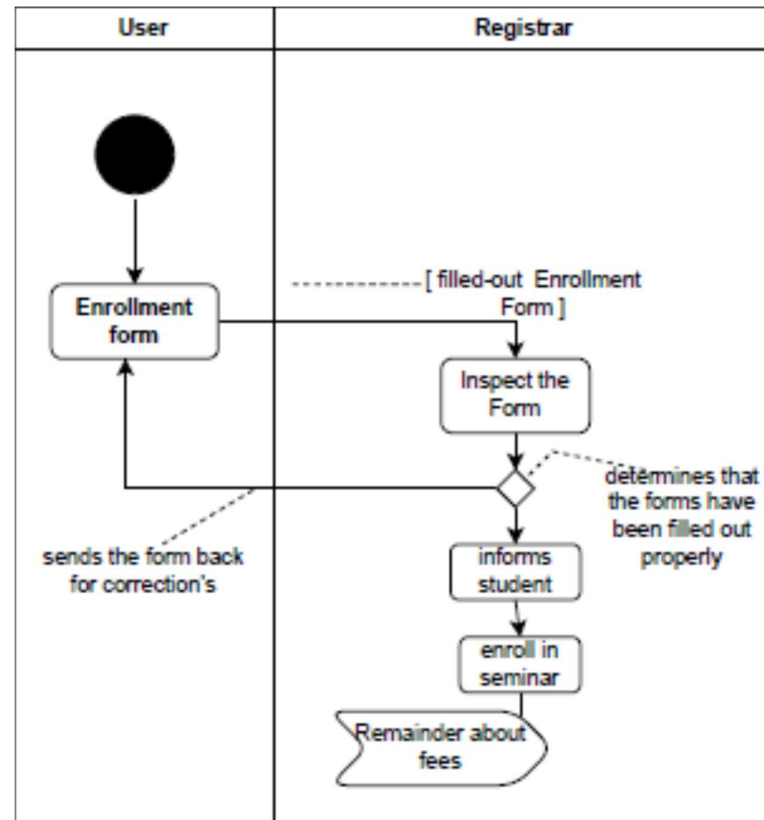 User
Registrar
[ filled-out Enrollment
Form ]
Enrollment
form
Inspect the
Form
determines that
the forms have
been filled out
properly
sends the form back
for correction's
informs
student
enroll in
seminar
Remainder about
fees